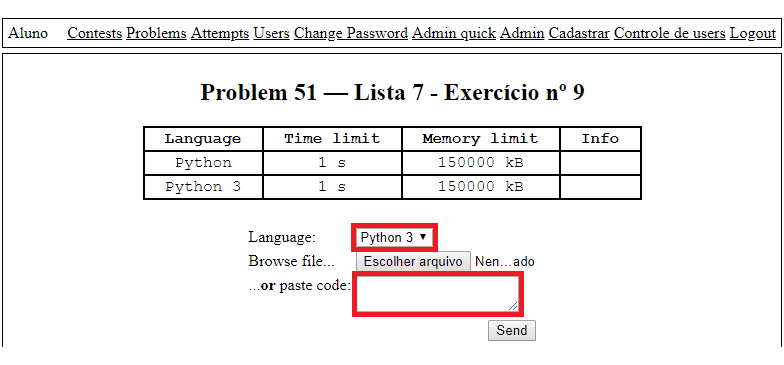 Aluno Contests Problems Attempts Users Change Password Admin quick Admin Cadastrar Controle de users Logout
Problem 51 — Lista 7 - Exercício nº 9
Language Time limit Memory limit Info
Python 1 s 150000 kB
Python 3 1 s 150000 kB
Language: Python 3
Browse file... Escolher arquivo Nen...ado
...or paste code:
Send